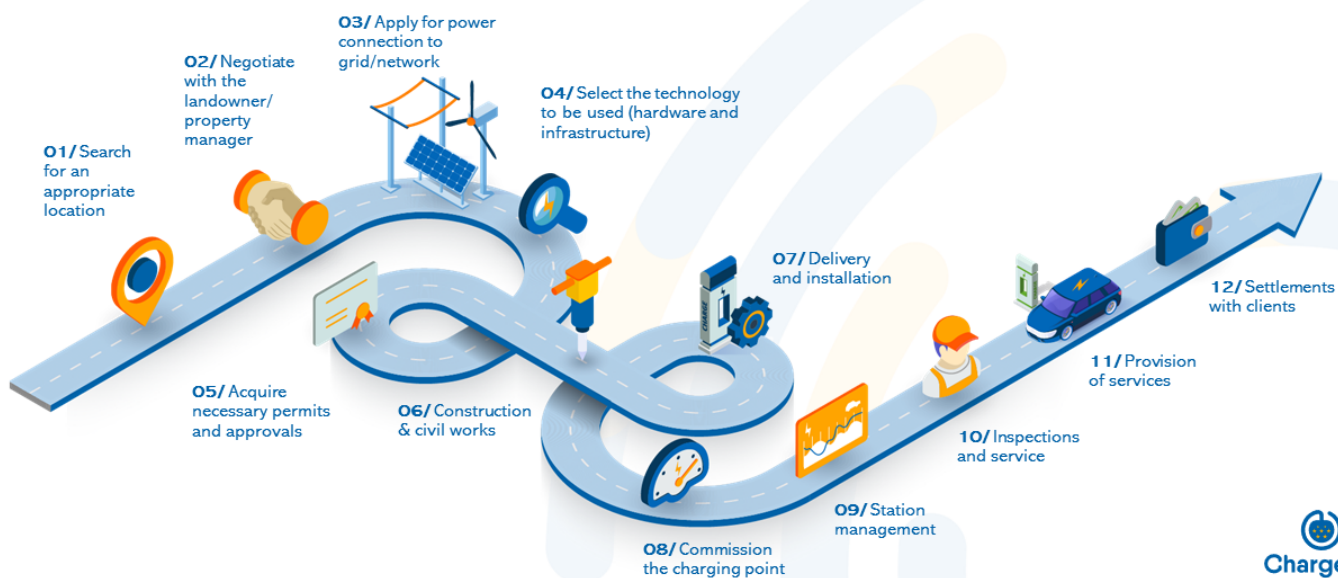 01/ Search
for an
appropriate
location
02/ Negotiate
with the
landowner/
property
manager
03/ Apply for power
connection to
grid/network
04/ Select the technology
to be used (hardware and
infrastructure)
05/ Acquire
necessary permits
and approvals
06/ Construction
& civil works
CHARGE
07/ Delivery
and installation
08/ Commission
the charging point
09/ Station
management
10/ Inspections
and service
11/ Provision
of services
12/ Settlements
with clients
Charge